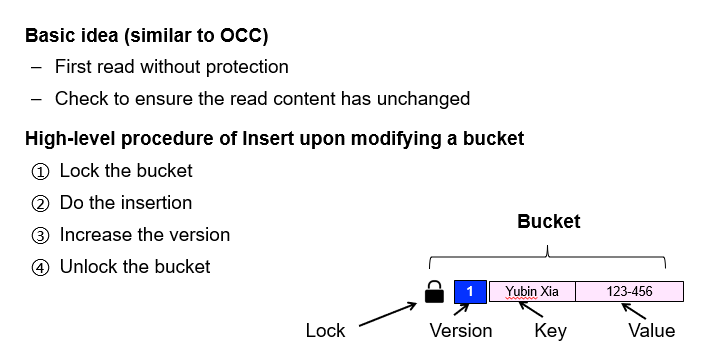 Basic idea (similar to OCC)
– First read without protection
– Check to ensure the read content has unchanged
High-level procedure of Insert upon modifying a bucket
① Lock the bucket
② Do the insertion
③ Increase the version
④ Unlock the bucket
Bucket
1 Yubin Xia 123-456
Lock Version Key Value